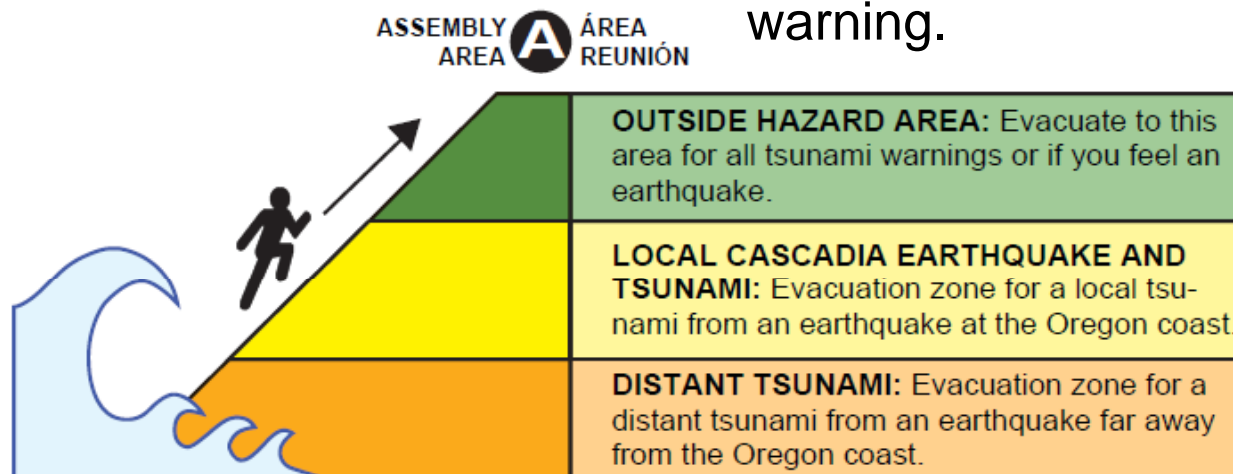 warning.
ASSEMBLY A ÁREA
AREA REUNIÓN
OUTSIDE HAZARD AREA: Evacuate to this
area for all tsunami warnings or if you feel an
earthquake.
LOCAL CASCADIA EARTHQUAKE AND
TSUNAMI: Evacuation zone for a local tsu-
nami from an earthquake at the Oregon coast.
DISTANT TSUNAMI: Evacuation zone for a
distant tsunami from an earthquake far away
from the Oregon coast.